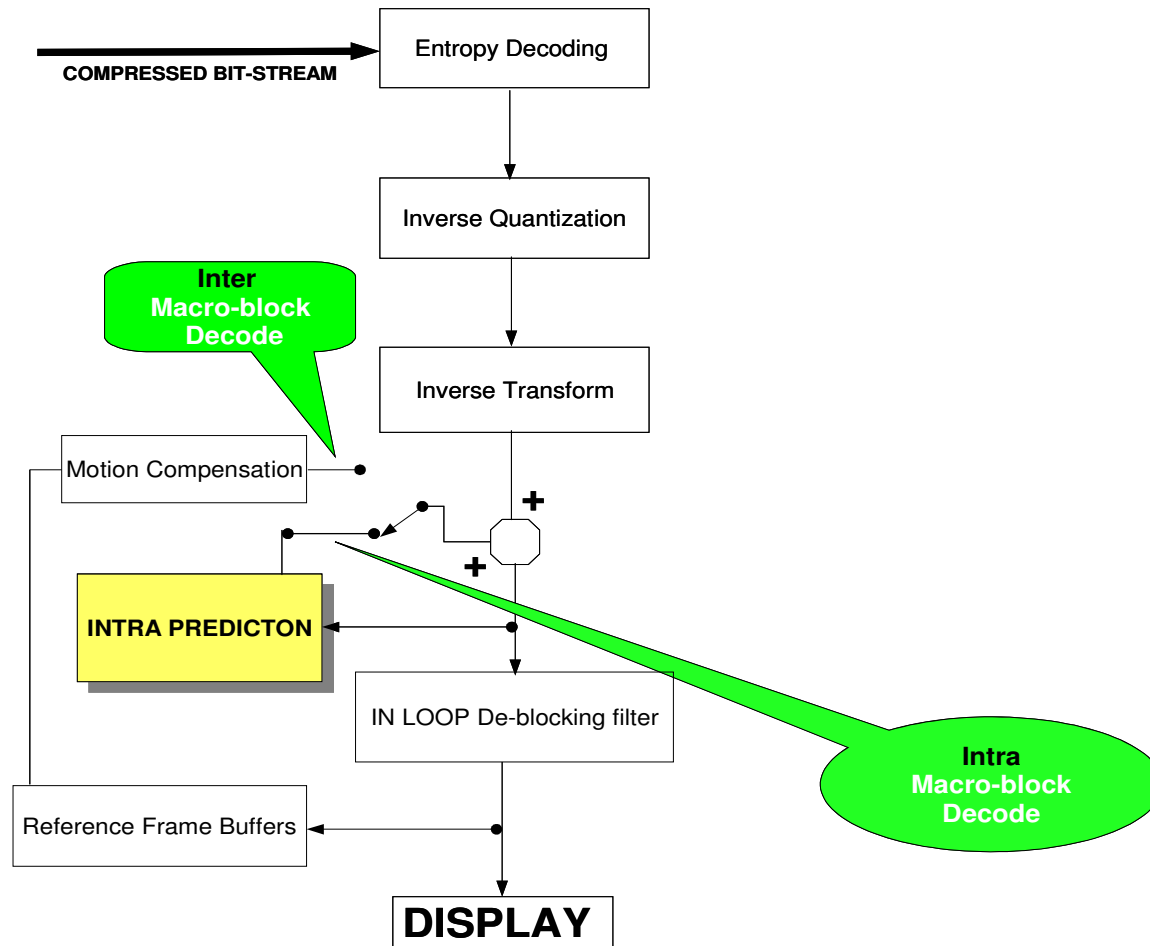 Entropy Decoding
COMPRESSED BIT-STREAM
Inverse Quantization
Inter
Macro-block
Decode
Inverse Transform
Motion Compensation
+
+
INTRA PREDICTON
IN LOOP De-blocking filter
Intra
Macro-block
Decode
Reference Frame Buffers
DISPLAY